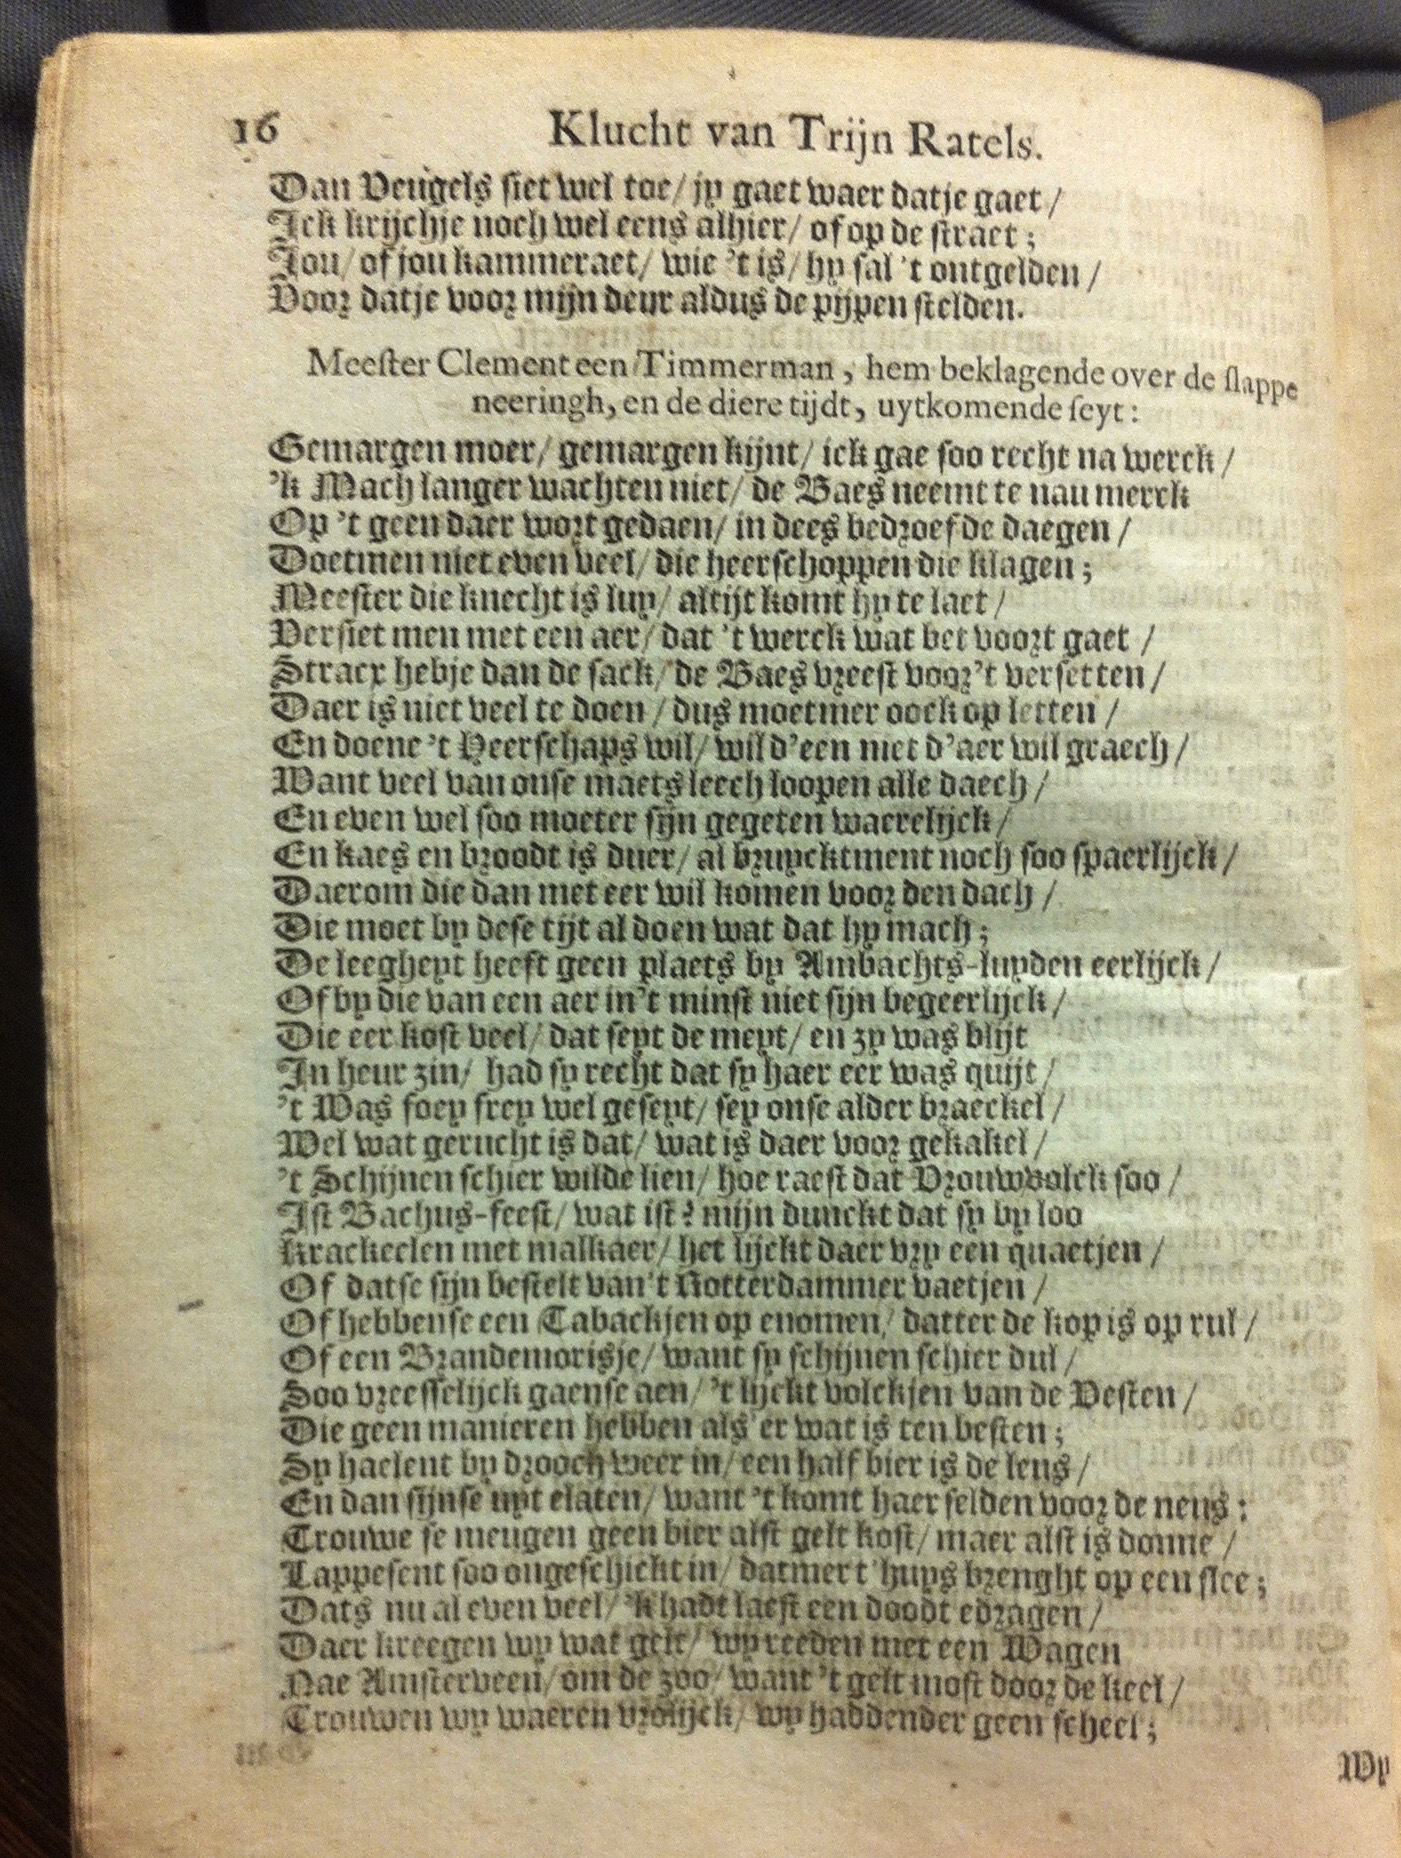 16 Klucht van Trijn Ratels.
Dan Veugels siet wel toe / jy gaet waer datje gaet /
Ick krijchje noch wel eens alhier / of op de straet ;
Jou / of jou kammeraet / wie 't is / hy sal 't ontgelden /
Voor datje voor mijn deur aldus de pijpen stelden.
Meester Clement een Timmerman, hem beklagende over de slappe
neeringh, en de diere tijdt, uytkomende seyt:
Gemargen moer / gemargen kijnt / ick gae soo recht na werck /
'k Mach langer wachten niet / de Baes neemt te nau merck
Op 't geen daer wort gedaen / in dees bedroefde daegen /
Doetmen niet even veel / die heerschoppen die klagen ;
Meester die knecht is luy / altijt komt hy te laet /
Versiet men met een aer / dat 't werck wat bet voort gaet /
Stracx hebje dan de sack / de Baes vreest voor 't versetten /
Daer is niet veel te doen / dus moetmer oock op letten /
En doene 't Heerschaps wil / wil d'een niet d'aer wil graech /
Want veel van onse maets leech loopen alle daech /
En even wel soo moeter sijn gegeten waerelijck /
En kaes en broodt is duer / al bruycktment noch soo spaerlijck /
Daerom die dan met eer wil komen voor den dach /
Die moet by dese tijt al doen wat dat hy mach ;
De leegheyt heeft geen plaets by Ambachts-luyden eerlijck /
Of by die van een aer in't minst niet sijn begeerlijck /
Die eer kost veel / dat seyt de meyt / en zy was blijt
In heur zin / had sy recht dat sy haer eer was quijt /
't Was foey frey wel geseyt / sey onse alder braeckel /
Wel wat gerucht is dat / wat is daer voor gekakel /
't Schijnen schier wilde lien / hoe raest dat Vrouwvolck soo /
Ist Bachus-feest / wat ist? mijn dunckt dat sy by loo
Krackeelen met malkaer / het lijckt daer vry een quaetjen /
Of datse sijn bestelt van't Rotterdammer vaetjen /
Of hebbense een Tabackjen op enomen / datter de kop is op rul /
Of een Brandemorisje / want sy schijnen schier dul /
Soo vreesselijck gaense aen / 't lijckt volckjen van de Vesten /
Die geen manieren hebben als er wat is ten besten ;
Sy haelent by drooch weer in / een half bier is de leus /
En dan sijnse uyt elaten / want 't komt haer selden voor de neus :
Trouwe se meugen geen bier alst gelt kost / maer alst is donne /
Lappesent soo ongeschickt in / datmer t'huys brenght op een slee ;
Dats nu al even veel / 'k hadt laest een doodt edragen /
Daer kreegen wy wat gelt / wy reeden met een Wagen
Nae Amsterveen / om de zoo / want 't gelt most door de keel /
Trouwen wy waeren vrolijck / wy haddender geen scheel ;
Wy